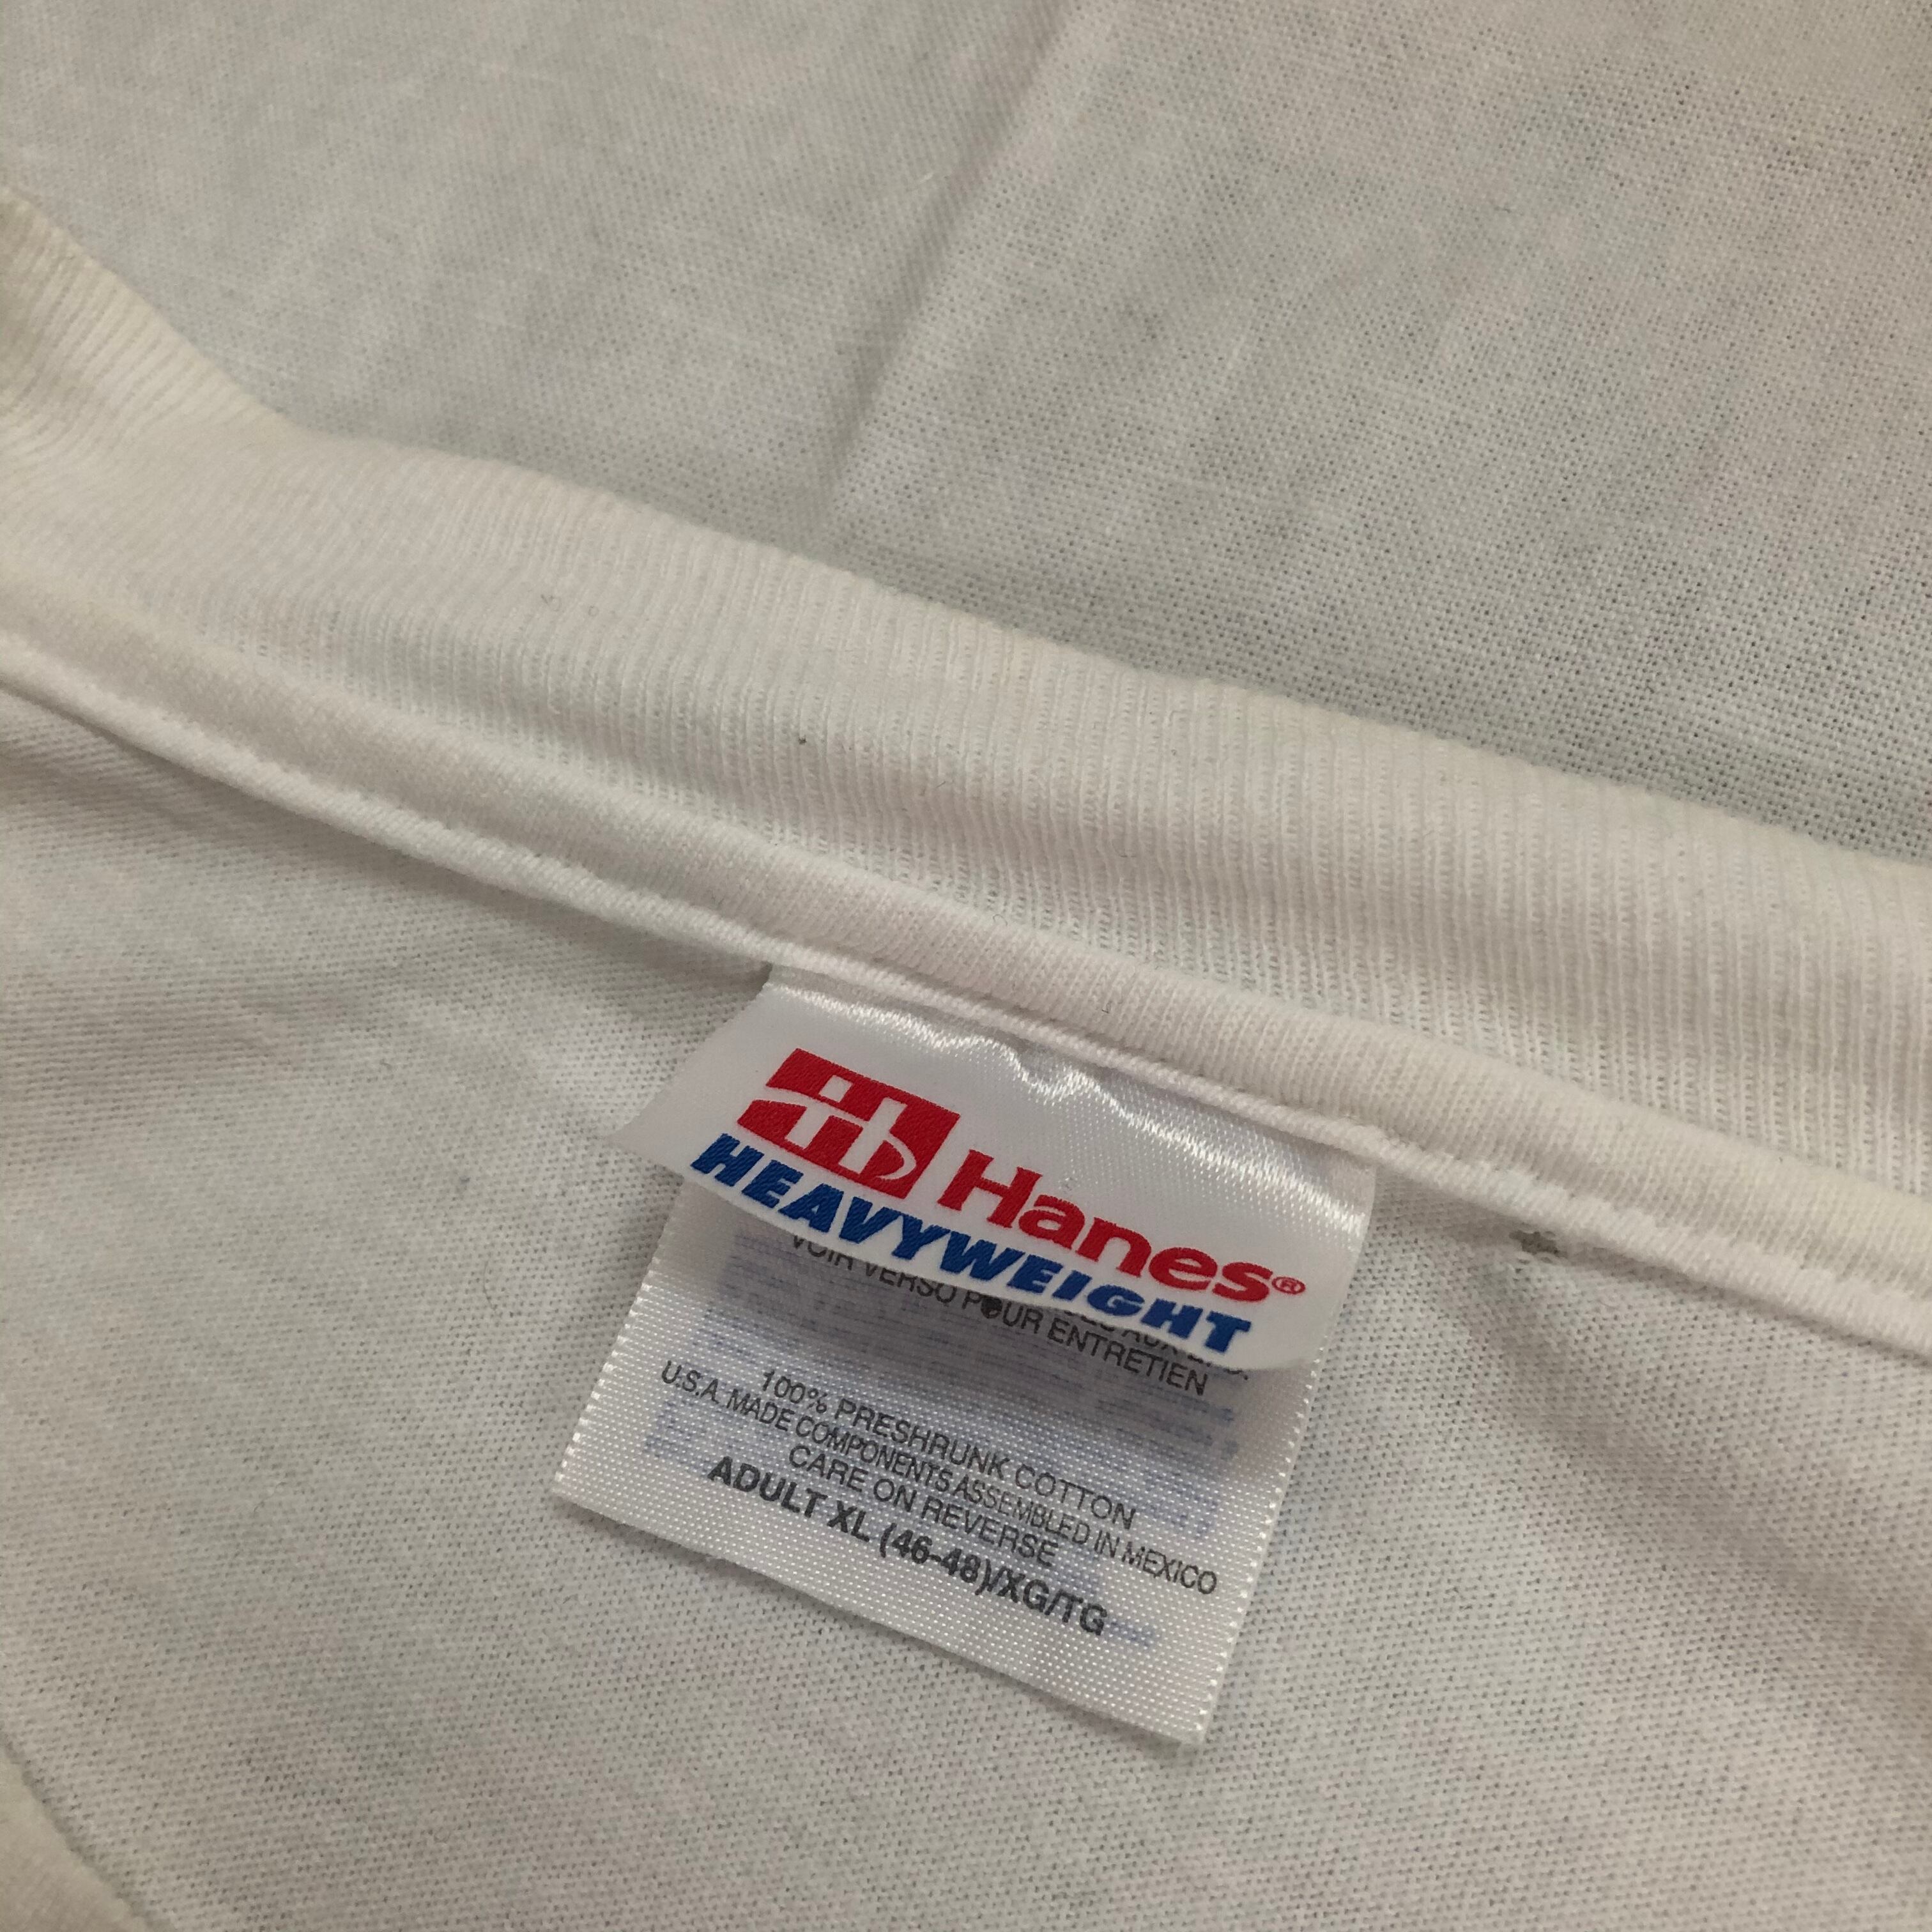 Hanes®
HEAVYWEIGHT
VOIR VERSO POUR ENTRETIEN
100% PRESHRUNK COTTON
U.S.A. MADE COMPONENTS ASSEMBLED IN MEXICO
CARE ON REVERSE
ADULT XL (46-48)/XG/TG